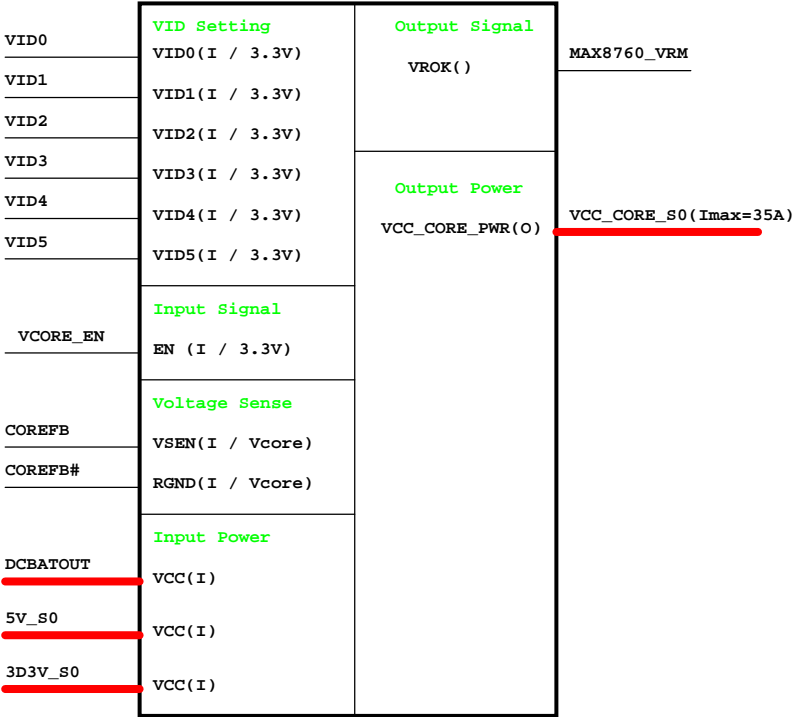 VID Setting
Output Signal
VID0
VID0(I / 3.3V)
MAX8760_VRM
VROK()
VID1
VID1(I / 3.3V)
VID2
VID2(I / 3.3V)
VID3
VID3(I / 3.3V)
Output Power
VID4
VID4(I / 3.3V)
VCC_CORE_PWR(O)
VCC_CORE_S0(Imax=35A)
VID5
VID5(I / 3.3V)
Input Signal
VCORE_EN
EN (I / 3.3V)
Voltage Sense
COREFB
VSEN(I / Vcore)
COREFB#
RGND(I / Vcore)
Input Power
DCBATOUT
VCC(I)
5V_S0
VCC(I)
3D3V_S0
VCC(I)